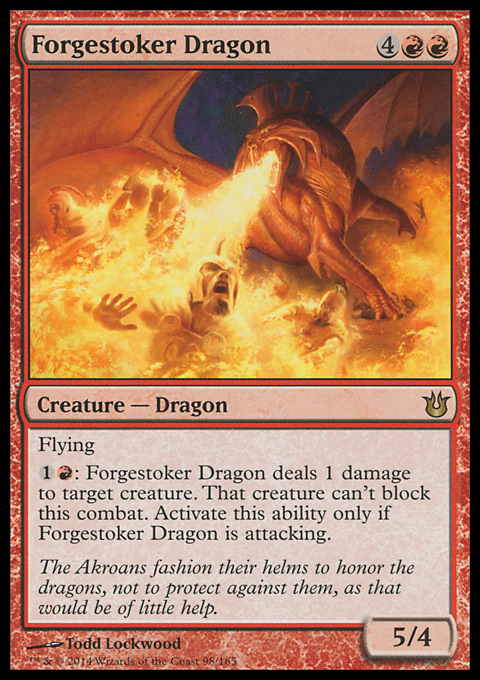 Forgestoker Dragon 4
Creature — Dragon
Flying
1: Forgestoker Dragon deals 1 damage
to target creature. That creature can't block
this combat. Activate this ability only if
Forgestoker Dragon is attacking.
The Akroans fashion their helms to honor the
dragons, not to protect against them, as that
would be of little help.
Todd Lockwood
5/4
™ & © 2014 Wizards of the Coast 98/165